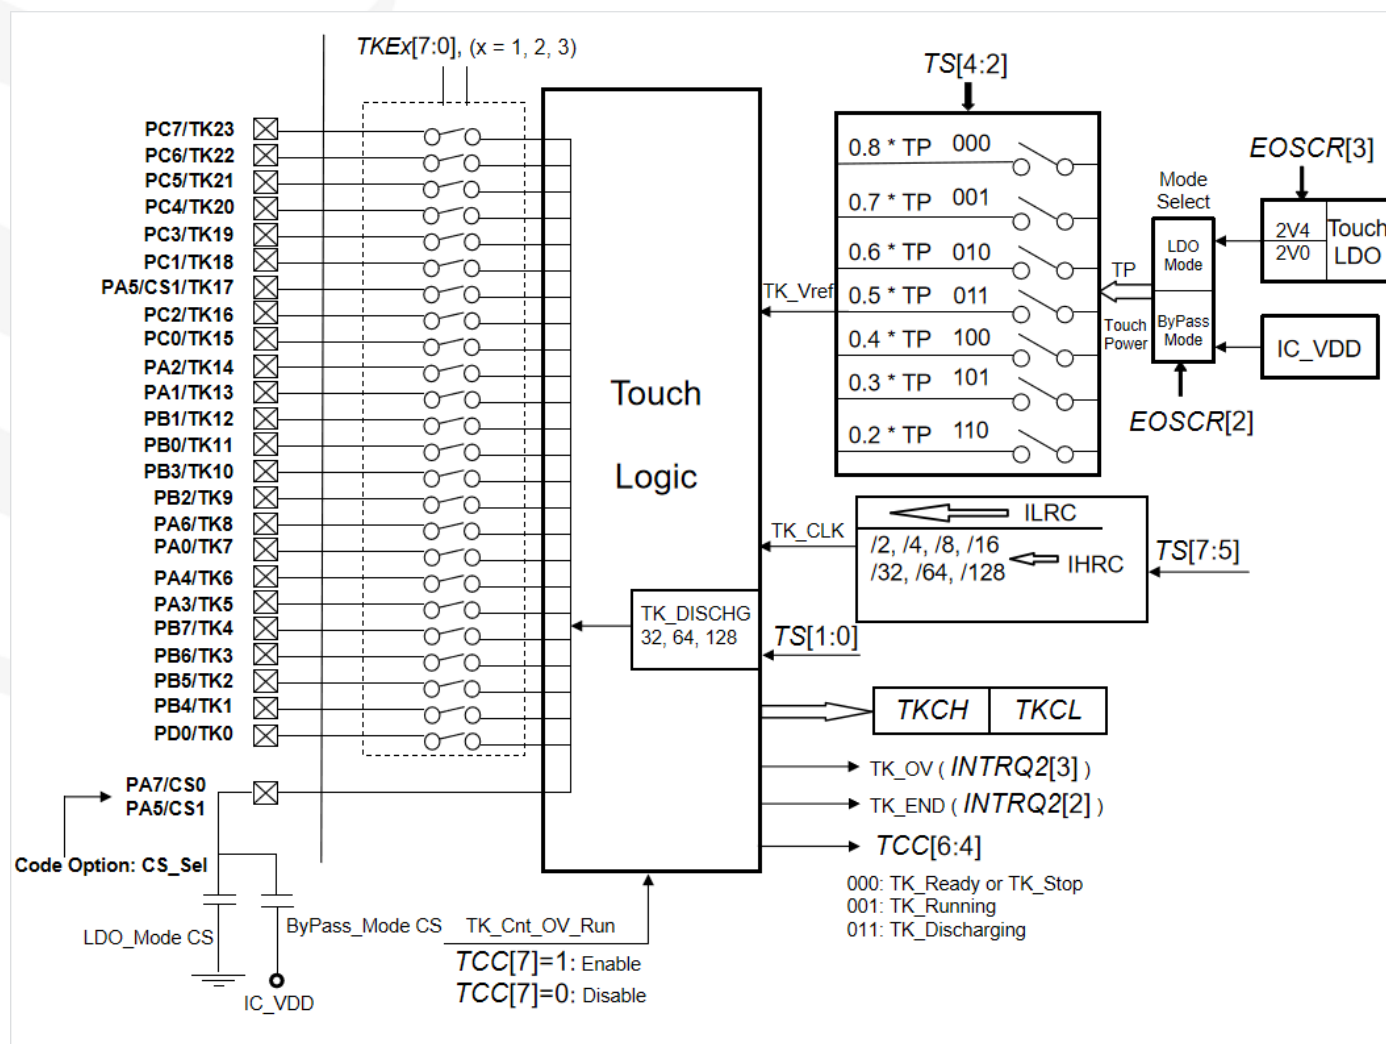 TKEx[7:0], (x = 1, 2, 3)
PC7/TK23
PC6/TK22
PC5/TK21
PC4/TK20
PC3/TK19
PC1/TK18
PA5/CS1/TK17
PC2/TK16
PC0/TK15
PA2/TK14
PA1/TK13
PB1/TK12
PB0/TK11
PB3/TK10
PB2/TK9
PA6/TK8
PA0/TK7
PA4/TK6
PA3/TK5
PB7/TK4
PB6/TK3
PB5/TK2
PB4/TK1
PD0/TK0
PA7/CS0
PA5/CS1
Code Option: CS_Sel
LDO_Mode CS
ByPass_Mode CS
IC_VDD
TK_Cnt_OV_Run
TCC[7]=1: Enable
TCC[7]=0: Disable
Touch
Logic
TK_DISCHG
32, 64, 128
TS[4:2]
0.8 * TP 000
0.7 * TP 001
0.6 * TP 010
0.5 * TP 011
0.4 * TP 100
0.3 * TP 101
0.2 * TP 110
TK_Vref
TP
Touch
Power
Mode
Select
LDO
Mode
ByPass
Mode
EOSCR[3]
2V4
2V0
Touch
LDO
IC_VDD
EOSCR[2]
TK_CLK
ILRC
/2, /4, /8, /16
/32, /64, /128
IHRC
TS[7:5]
TS[1:0]
TKCH TKCL
TK_OV ( INTRQ2[3] )
TK_END ( INTRQ2[2] )
TCC[6:4]
000: TK_Ready or TK_Stop
001: TK_Running
011: TK_Discharging